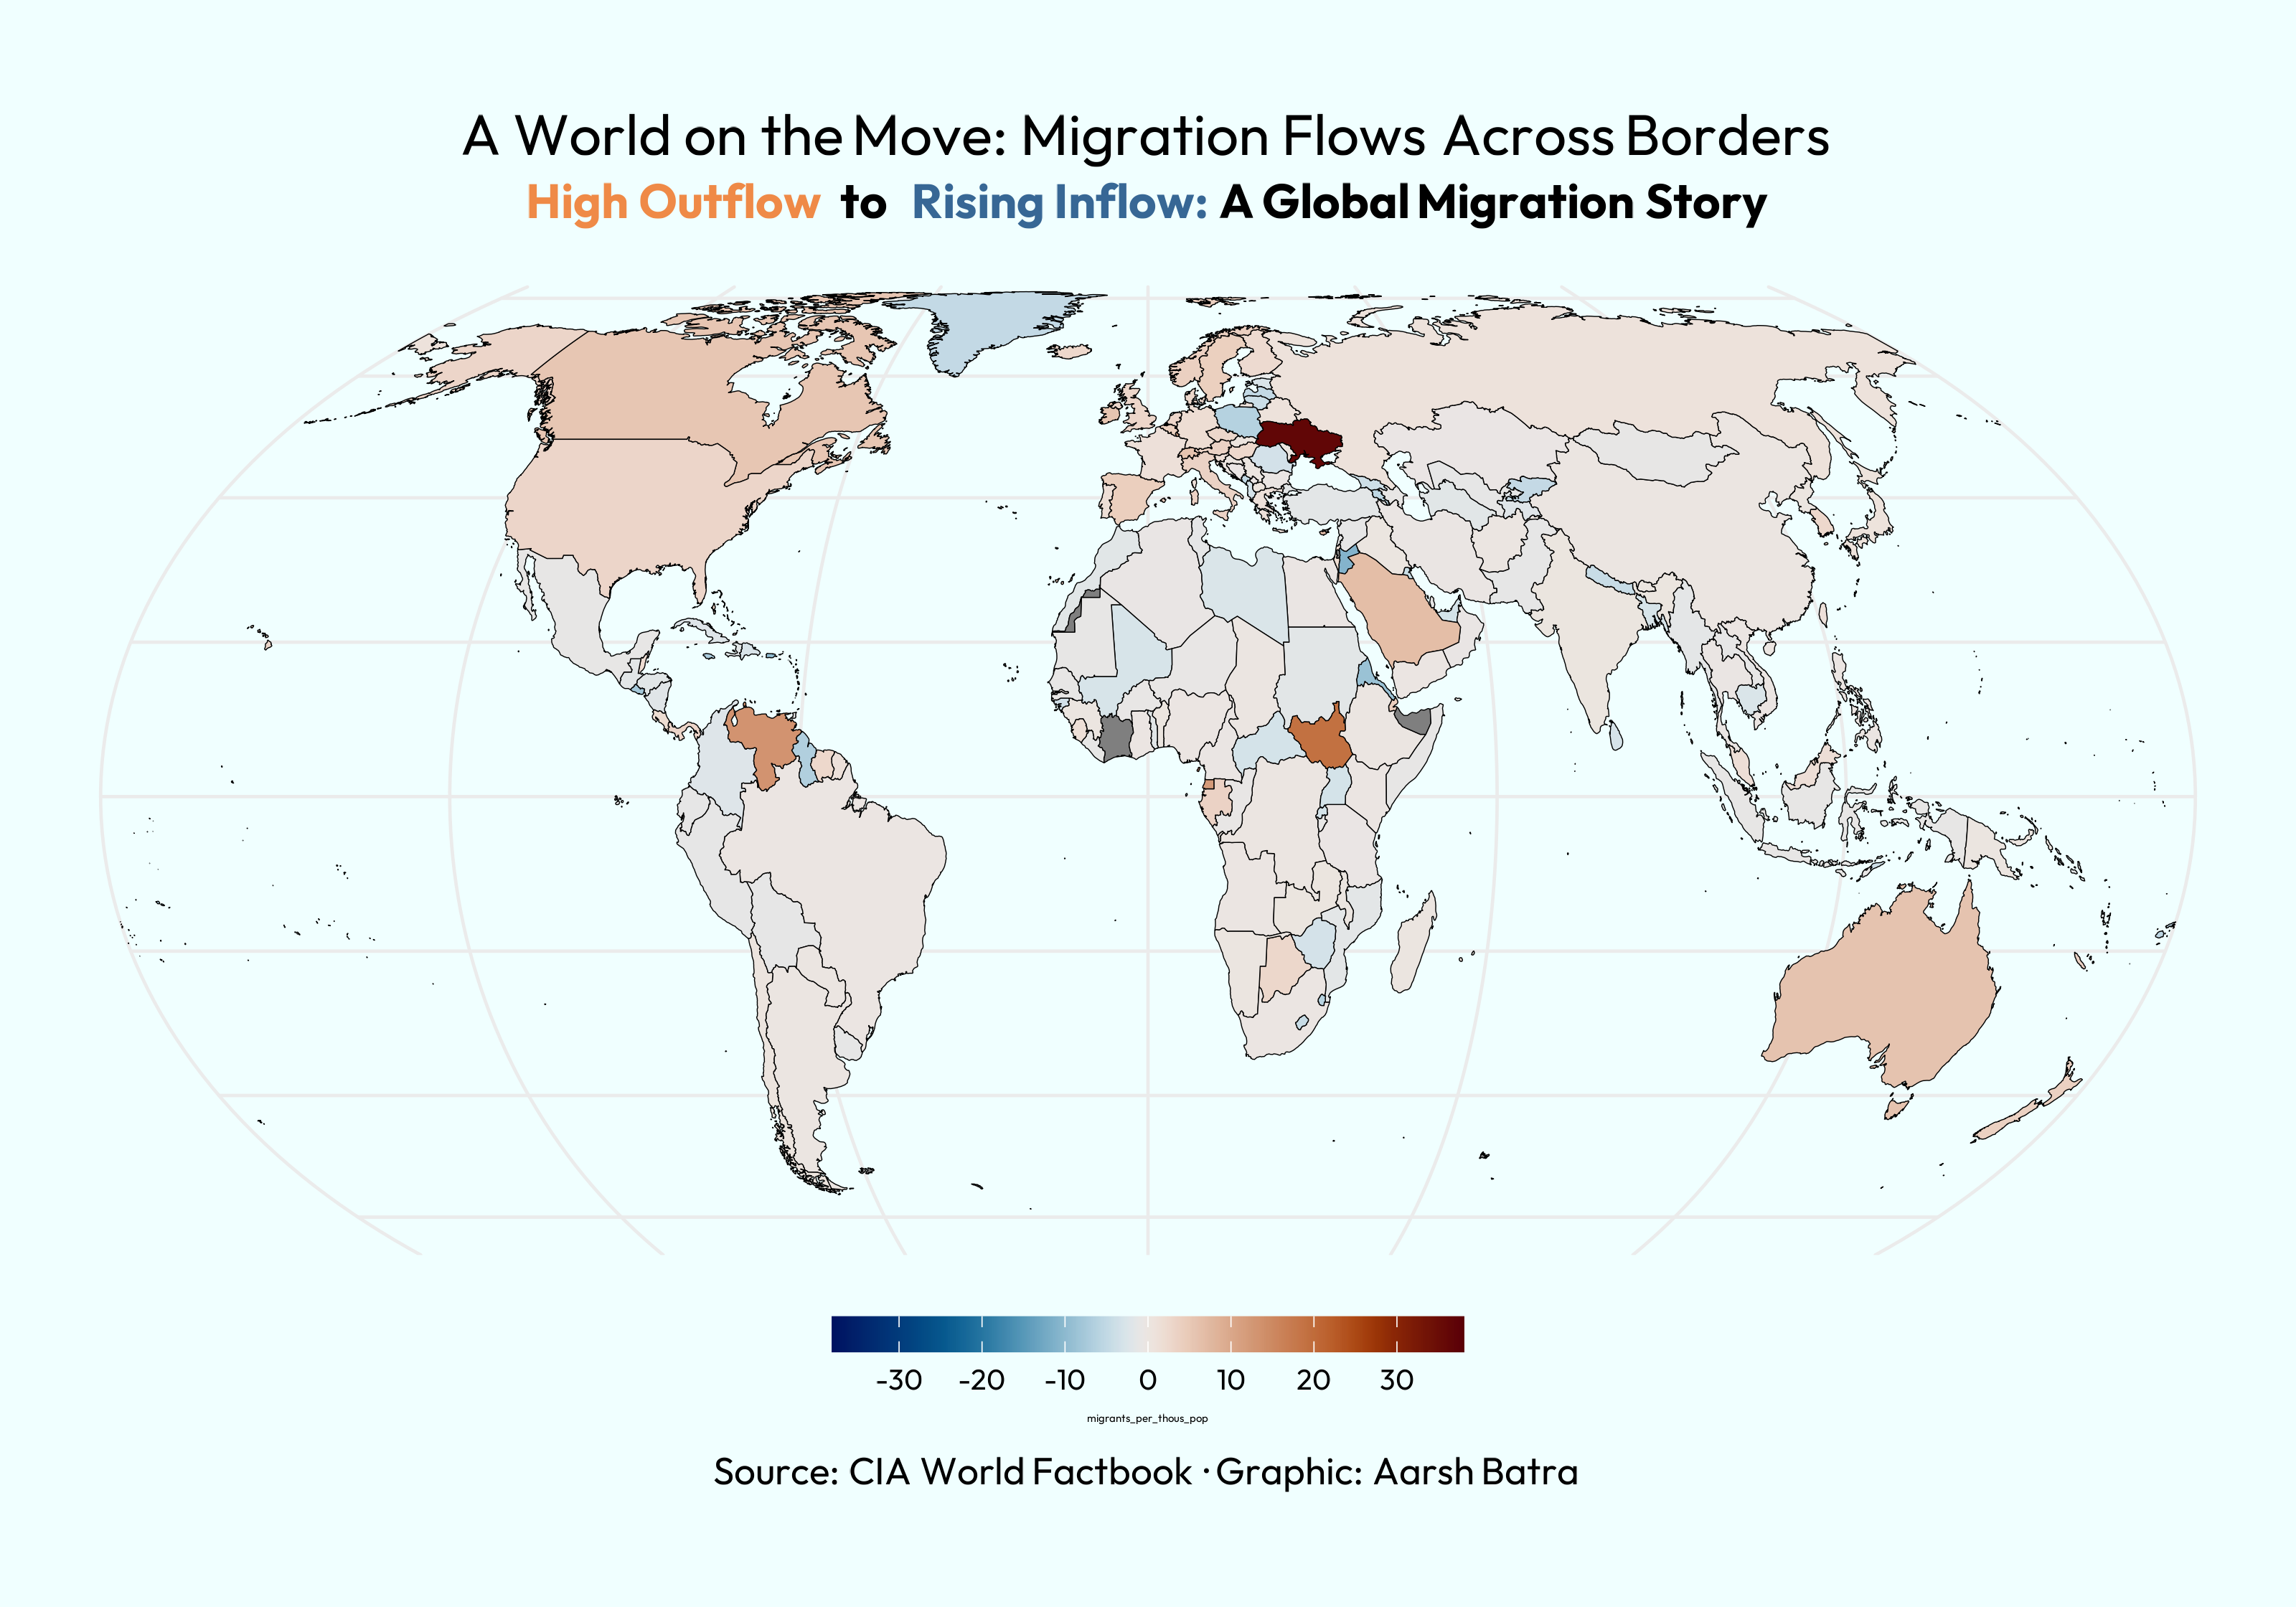 A World on the Move: Migration Flows Across Borders
High Outflow to Rising Inflow: A Global Migration Story
-30 -20 -10 0 10 20 30
migrants_per_thous_pop
Source: CIA World Factbook · Graphic: Aarsh Batra